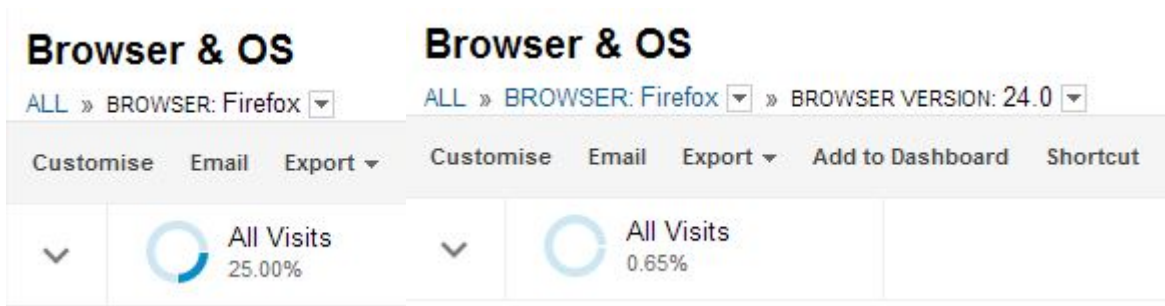 Browser & OS
ALL » BROWSER: Firefox
Customise Email Export
All Visits
25.00%
Browser & OS
ALL » BROWSER: Firefox » BROWSER VERSION: 24.0
Customise Email Export Add to Dashboard Shortcut
All Visits
0.65%